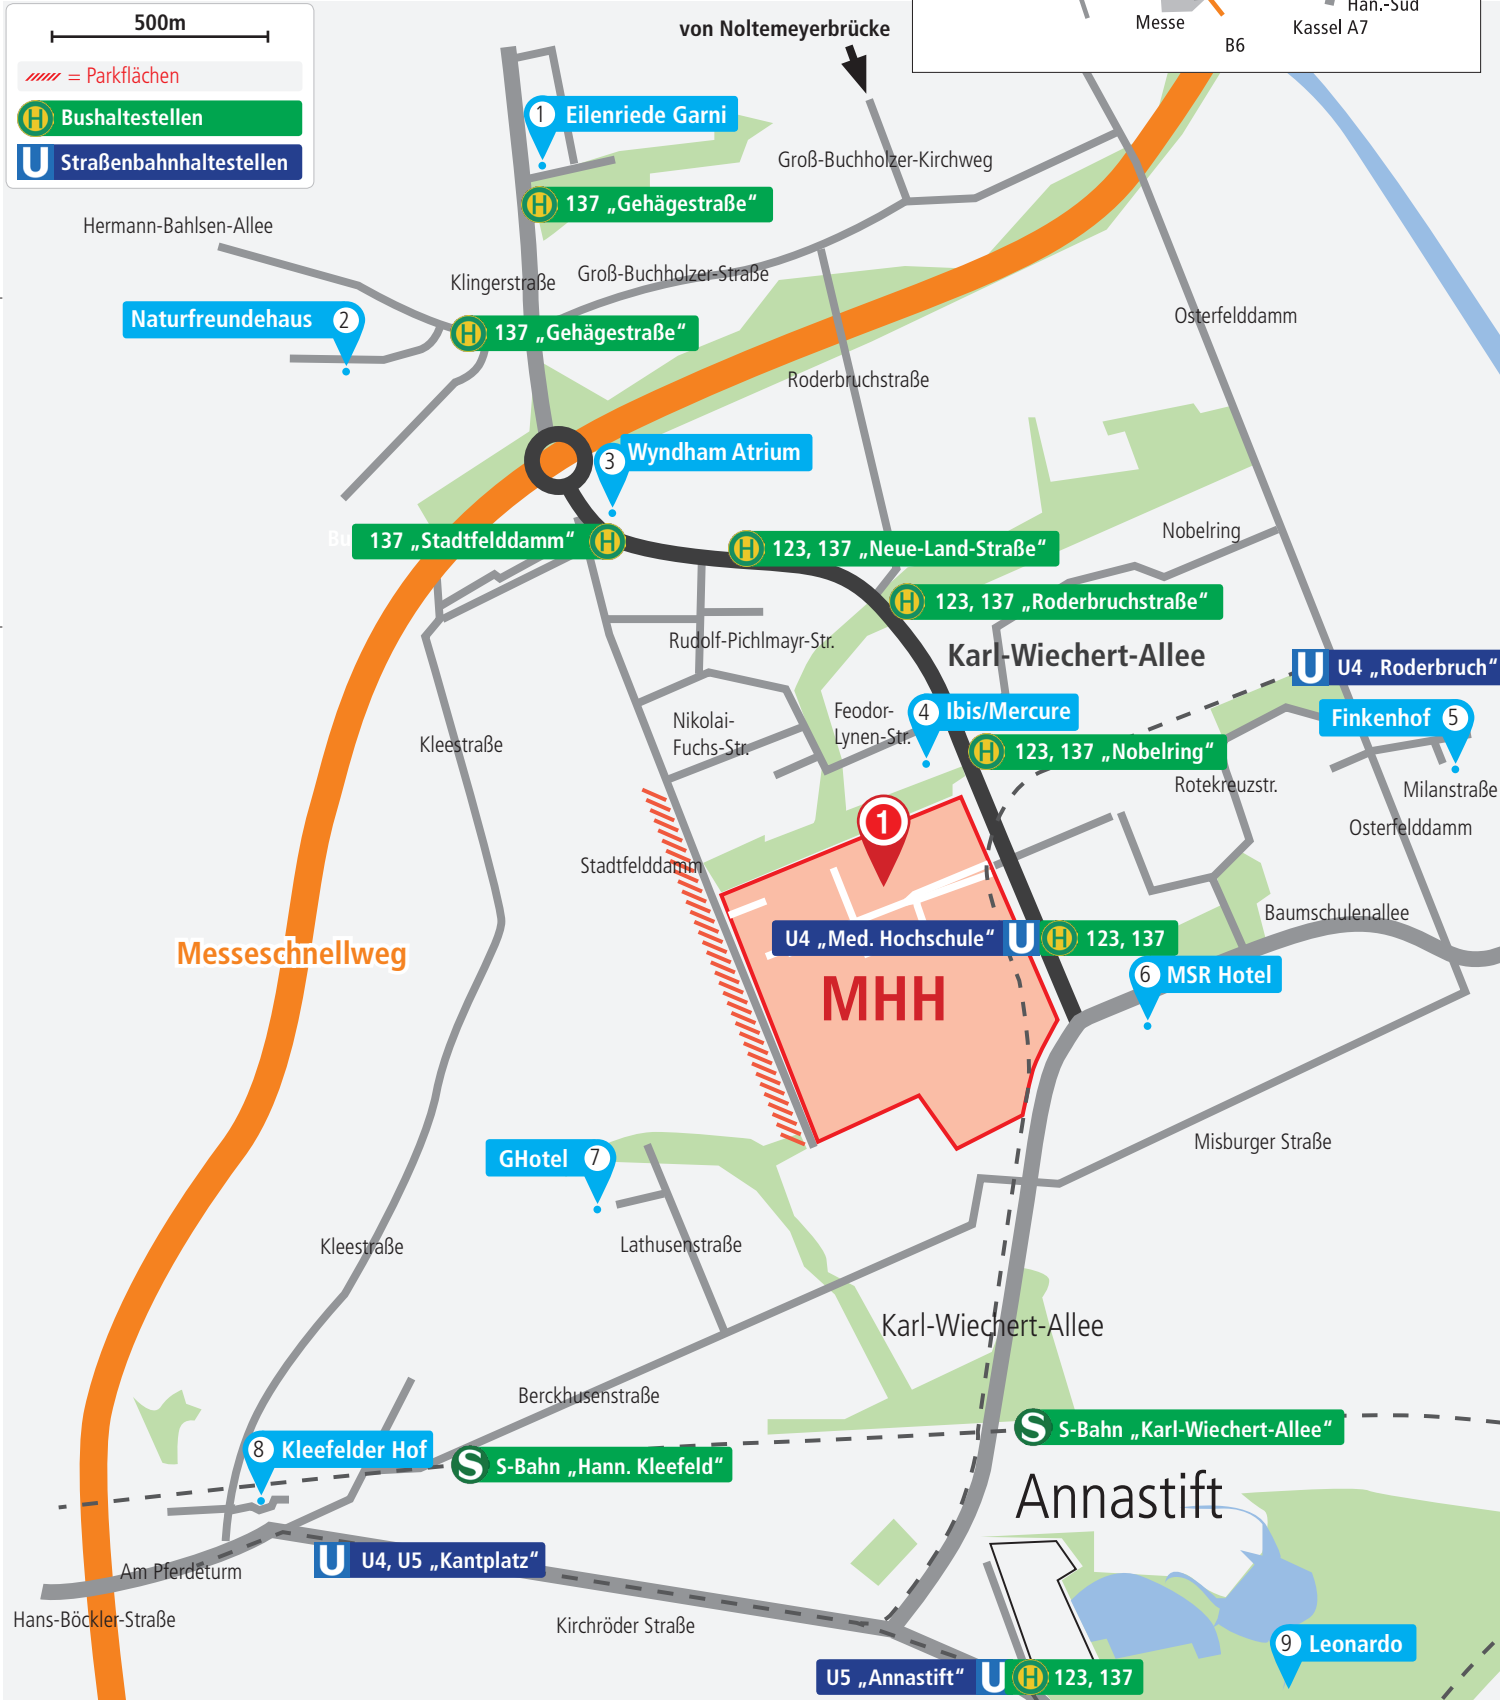 500m
= Parkflächen
H Bushaltestellen
U Straßenbahnhaltestellen
von Noltemeyerbrücke
Messe
B6
Han.-Süd
Kassel A7
1 Eilenriede Garni
Groß-Buchholzer-Kirchweg
H 137 „Gehägestraße“
Hermann-Bahlsen-Allee
Klingerstraße
Groß-Buchholzer-Straße
Naturfreundehaus 2
H 137 „Gehägestraße“
Osterfelddamm
Roderbruchstraße
3 Wyndham Atrium
Bu
137 „Stadtfelddamm“ H
H 123, 137 „Neue-Land-Straße“
Nobelring
H 123, 137 „Roderbruchstraße“
Rudolf-Pichlmayr-Str.
Karl-Wiechert-Allee
U U4 „Roderbruch“
Nikolai-
Fuchs-Str.
Feodor-
Lynen-Str.
4 Ibis/Mercure
Finkenhof 5
Kleestraße
H 123, 137 „Nobelring“
Rotekreuzstr.
Milanstraße
Osterfelddamm
1
Stadtfelddamm
Baumschulenallee
U4 „Med. Hochschule“ U H 123, 137
Messeschnellweg
6 MSR Hotel
MHH
Misburger Straße
GHotel 7
Kleestraße
Lathusenstraße
Karl-Wiechert-Allee
Berckhusenstraße
S S-Bahn „Karl-Wiechert-Allee“
8 Kleefelder Hof
S S-Bahn „Hann. Kleefeld“
Annastift
U U4, U5 „Kantplatz“
Am Pferdeturm
Hans-Böckler-Straße
Kirchröder Straße
9 Leonardo
U5 „Annastift“ U H 123, 137